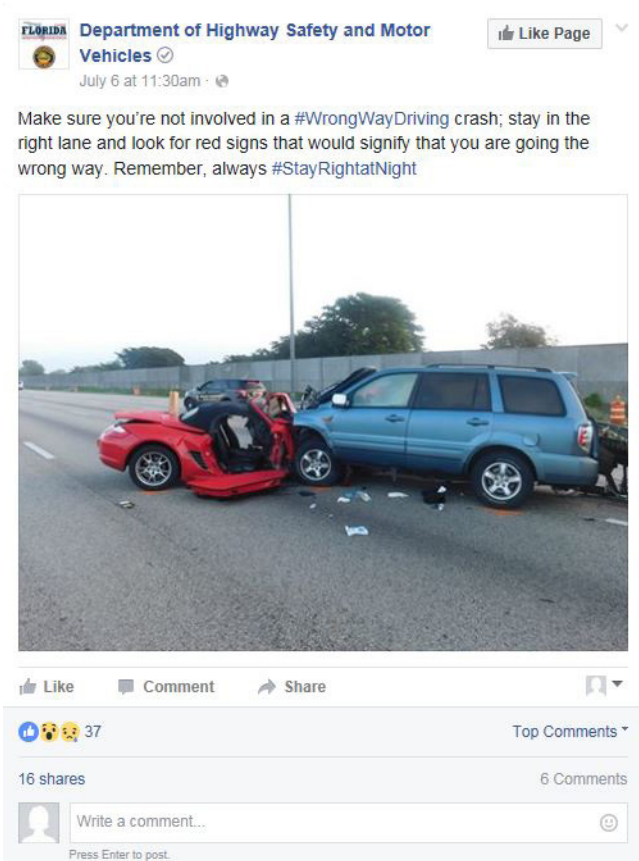 FLORIDA
Department of Highway Safety and Motor
Vehicles
Like Page
July 6 at 11:30am ·
Make sure you're not involved in a #WrongWayDriving crash; stay in the
right lane and look for red signs that would signify that you are going the
wrong way. Remember, always #StayRightatNight
Like Comment Share
37 Top Comments
16 shares 6 Comments
Write a comment...
Press Enter to post.